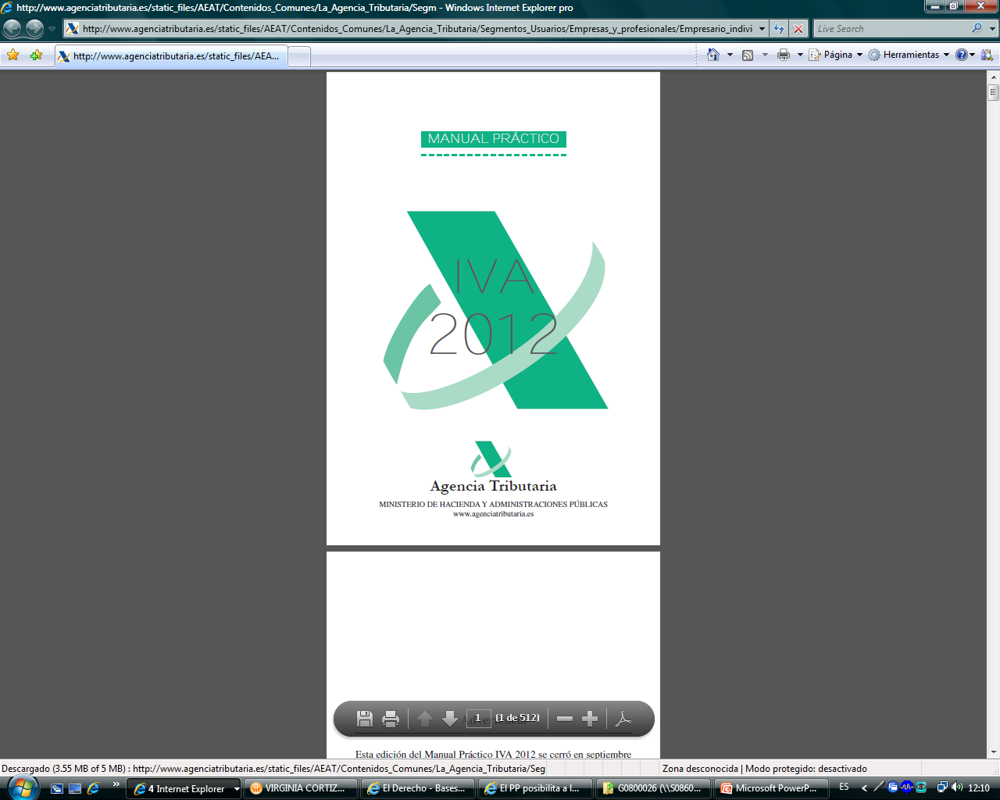 http://www.agenciatributaria.es/static_files/AEAT/Contenidos_Comunes/La_Agencia_Tributaria/Segm - Windows Internet Explorer pro
http://www.agenciatributaria.es/static_files/AEAT/Contenidos_Comunes/La_Agencia_Tributaria/Segmentos_Usuarios/Empresas_y_profesionales/Empresario_indivi
Live Search
http://www.agenciatributaria.es/static_files/AEA...
Página
Herramientas
MANUAL PRÁCTICO
IVA
2012
Agencia Tributaria
MINISTERIO DE HACIENDA Y ADMINISTRACIONES PÚBLICAS
www.agenciatributaria.es
1 (1 de 512)
Advertencia
Esta edición del Manual Práctico IVA 2012 se cerró en septiembre
Descargado (3.55 MB of 5 MB) : http://www.agenciatributaria.es/static_files/AEAT/Contenidos_Comunes/La_Agencia_Tributaria/Seg
Zona desconocida | Modo protegido: desactivado
4 Internet Explorer
VIRGINIA CORTIZ...
El Derecho - Bases...
El PP posibilita a l...
G0800026 (\\S0860...
Microsoft PowerP...
ES
12:10